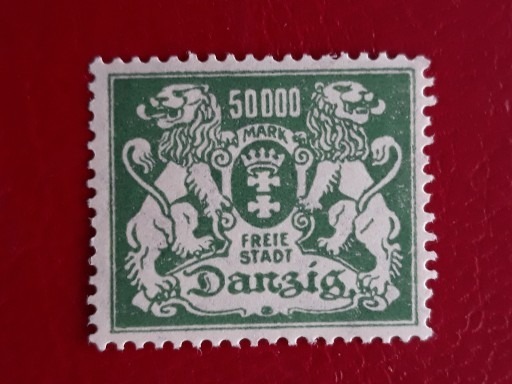 50000
MARK
FREIE
STADT
Danzig